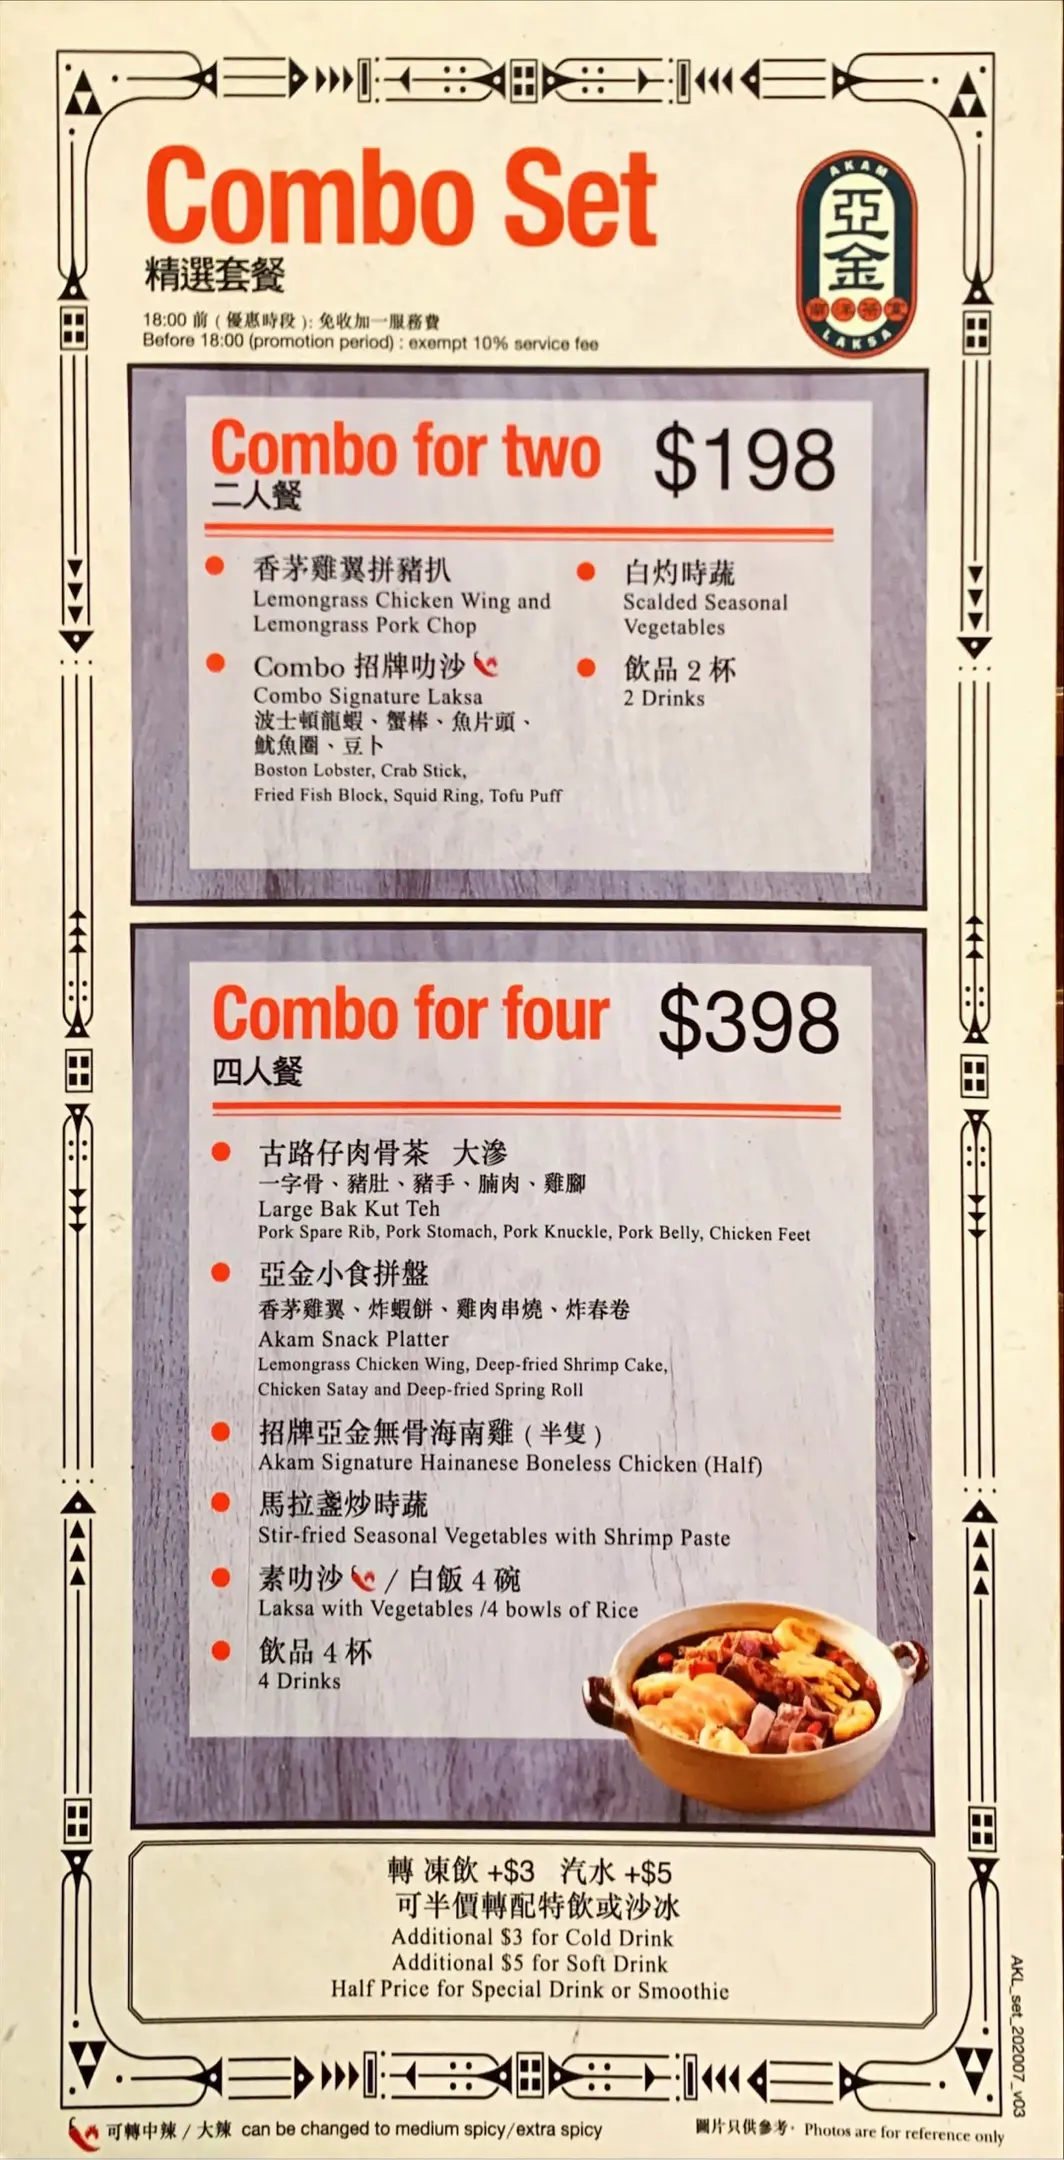 Combo Set
精選套餐
AKAM
亞金
LAKSA
18:00 前 ( 優惠時段 ): 免收加一服務費
Before 18:00 (promotion period) : exempt 10% service fee
Combo for two $198
二人餐
香茅雞翼拼豬扒
Lemongrass Chicken Wing and
Lemongrass Pork Chop
Combo 招牌叻沙
Combo Signature Laksa
波士頓龍蝦、蟹棒、魚片頭、
魷魚圈、豆卜
Boston Lobster, Crab Stick,
Fried Fish Block, Squid Ring, Tofu Puff
白灼時蔬
Scalded Seasonal
Vegetables
飲品 2 杯
2 Drinks
Combo for four $398
四人餐
古路仔肉骨茶 大滲
一字骨、豬肚、豬手、腩肉、雞腳
Large Bak Kut Teh
Pork Spare Rib, Pork Stomach, Pork Knuckle, Pork Belly, Chicken Feet
亞金小食拼盤
香茅雞翼、炸蝦餅、雞肉串燒、炸春卷
Akam Snack Platter
Lemongrass Chicken Wing, Deep-fried Shrimp Cake,
Chicken Satay and Deep-fried Spring Roll
招牌亞金無骨海南雞 ( 半隻 )
Akam Signature Hainanese Boneless Chicken (Half)
馬拉盞炒時蔬
Stir-fried Seasonal Vegetables with Shrimp Paste
素叻沙 / 白飯 4 碗
Laksa with Vegetables /4 bowls of Rice
飲品 4 杯
4 Drinks
轉 凍飲 +$3 汽水 +$5
可半價轉配特飲或沙冰
Additional $3 for Cold Drink
Additional $5 for Soft Drink
Half Price for Special Drink or Smoothie
AKL_set_202007_v03
可轉中辣 / 大辣 can be changed to medium spicy/extra spicy
圖片只供參考． Photos are for reference only